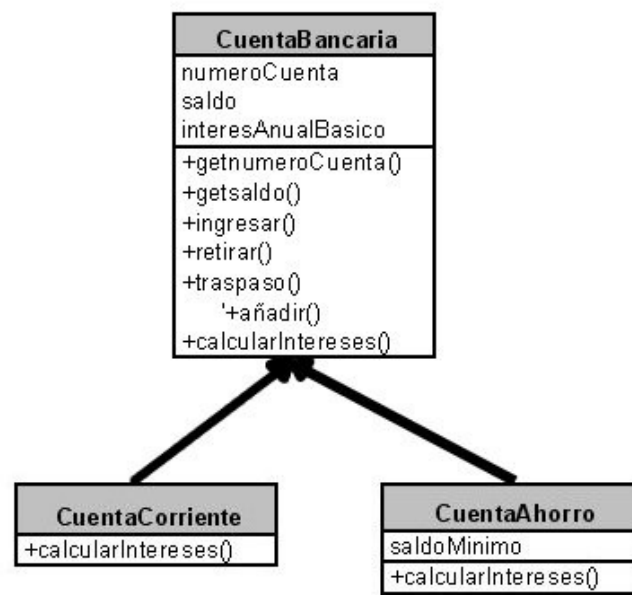 CuentaBancaria
numeroCuenta
saldo
interesAnualBasico
+getnumeroCuenta()
+getsaldo()
+ingresar()
+retirar()
+traspaso()
'+añadir()
+calcularIntereses()
CuentaCorriente
+calcularIntereses()
CuentaAhorro
saldoMinimo
+calcularIntereses()